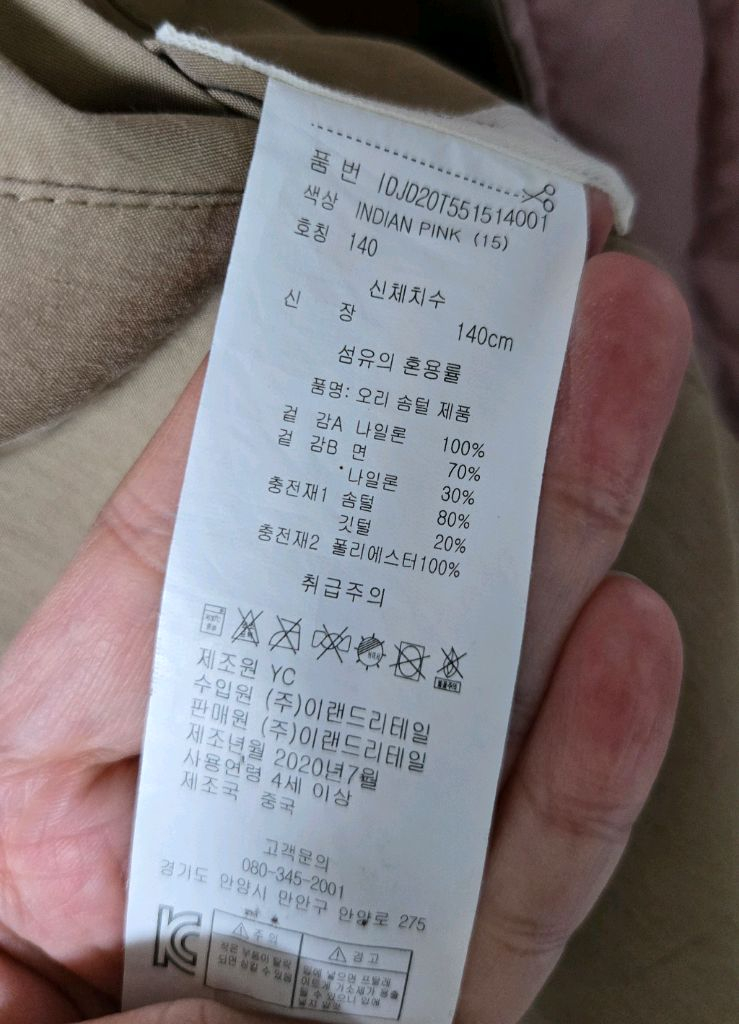 품 번 IDJD20T551514001
색상 INDIAN PINK (15)
호칭 140
신체치수
신 장 140cm
섬유의 혼용률
품명: 오리 솜털 제품
겉 감A 나일론 100%
겉 감B 면 70%
나일론 30%
충전재1 솜털 80%
깃털 20%
충전재2 폴리에스터100%
취급주의
제조원 YC
수입원 (주)이랜드리테일
판매원 (주)이랜드리테일
제조년월 2020년7월
사용연령 4세 이상
제조국 중국
고객문의
080-345-2001
경기도 안양시 만안구 안양로 275
KC
주 의
경 고